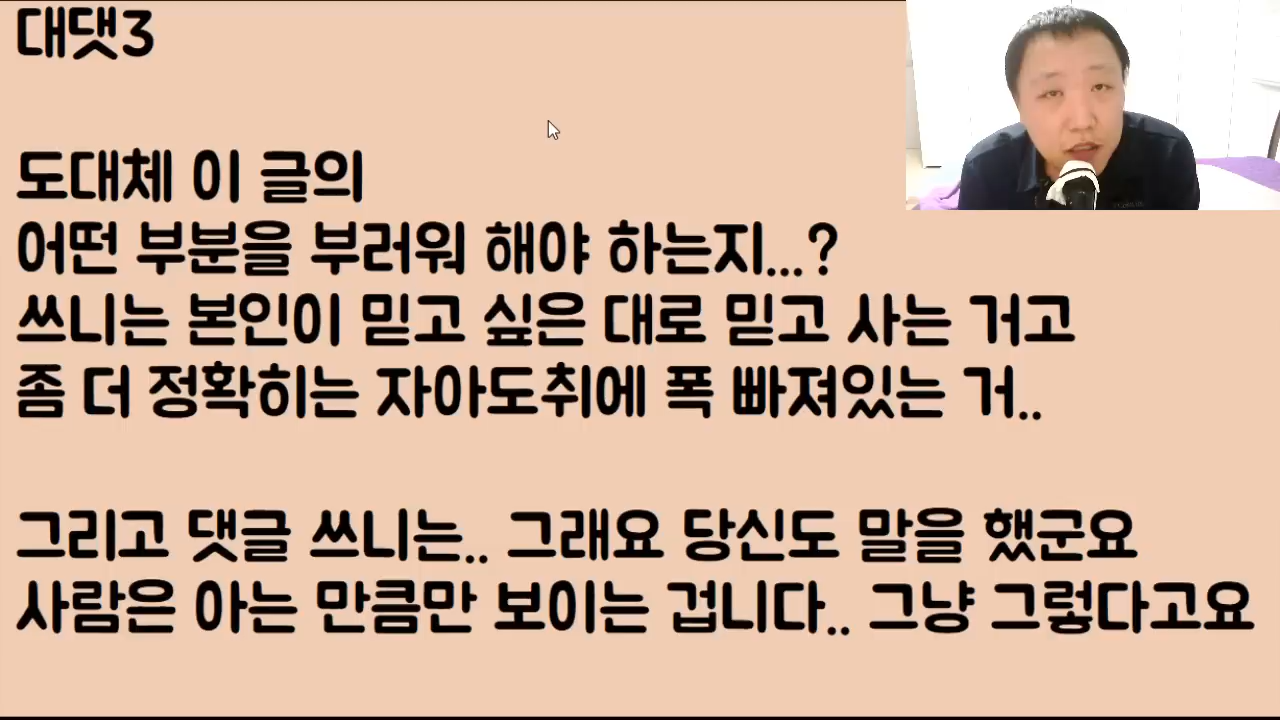 대댓3
도대체 이 글의
어떤 부분을 부러워 해야 하는지...?
쓰니는 본인이 믿고 싶은 대로 믿고 사는 거고
좀 더 정확히는 자아도취에 폭 빠져있는 거..
그리고 댓글 쓰니는.. 그래요 당신도 말을 했군요
사람은 아는 만큼만 보이는 겁니다.. 그냥 그렇다고요